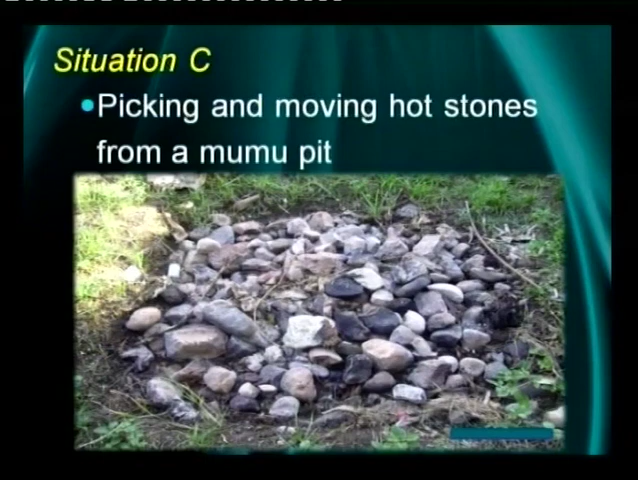 Situation C
•Picking and moving hot stones
from a mumu pit